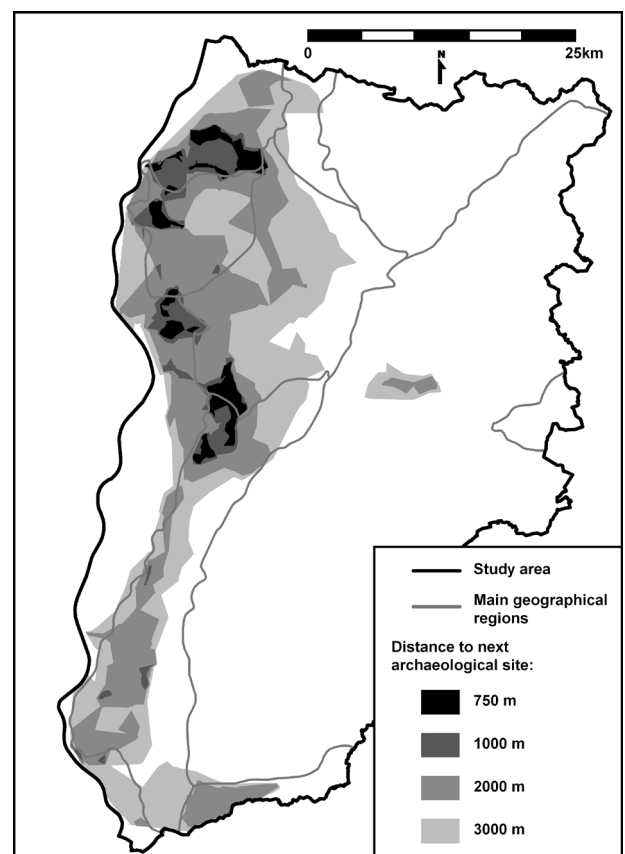 0 25km
N
Study area
Main geographical
regions
Distance to next
archaeological site:
750 m
1000 m
2000 m
3000 m